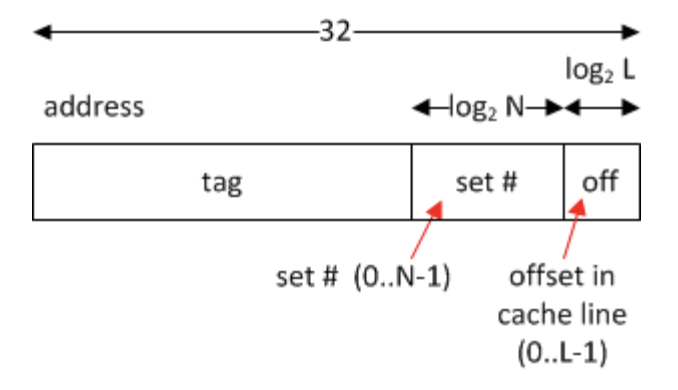 32
log₂ L
address
log₂ N
tag
set #
off
set # (0..N-1)
offset in
cache line
(0..L-1)